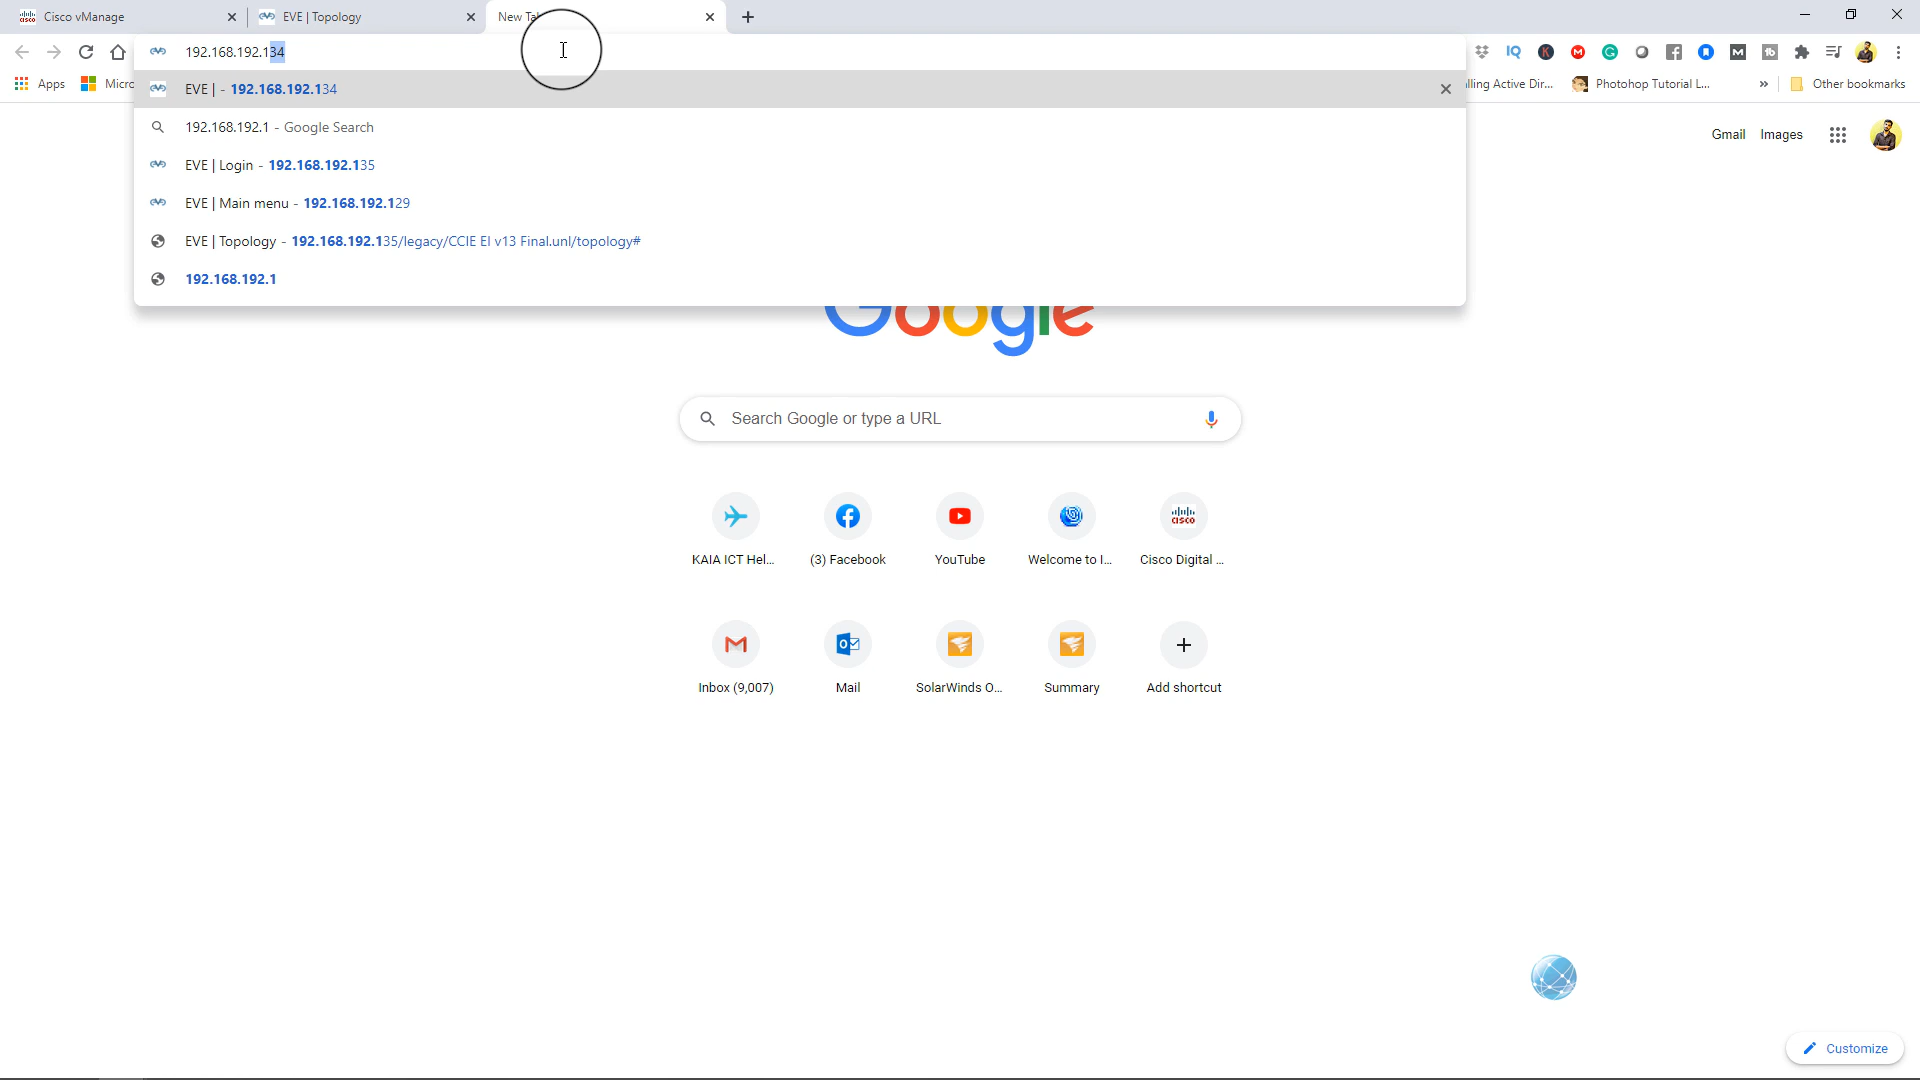 Cisco vManage
EVE | Topology
New Ta
192.168.192.134
Apps
Micro
lling Active Dir...
Photohop Tutorial L...
»
Other bookmarks
EVE | - 192.168.192.134
192.168.192.1 - Google Search
EVE | Login - 192.168.192.135
EVE | Main menu - 192.168.192.129
EVE | Topology - 192.168.192.135/legacy/CCIE EI v13 Final.unl/topology#
192.168.192.1
Gmail Images
Google
Search Google or type a URL
KAIA ICT Hel...
(3) Facebook
YouTube
Welcome to I...
Cisco Digital ...
Inbox (9,007)
Mail
SolarWinds O...
Summary
Add shortcut
Customize